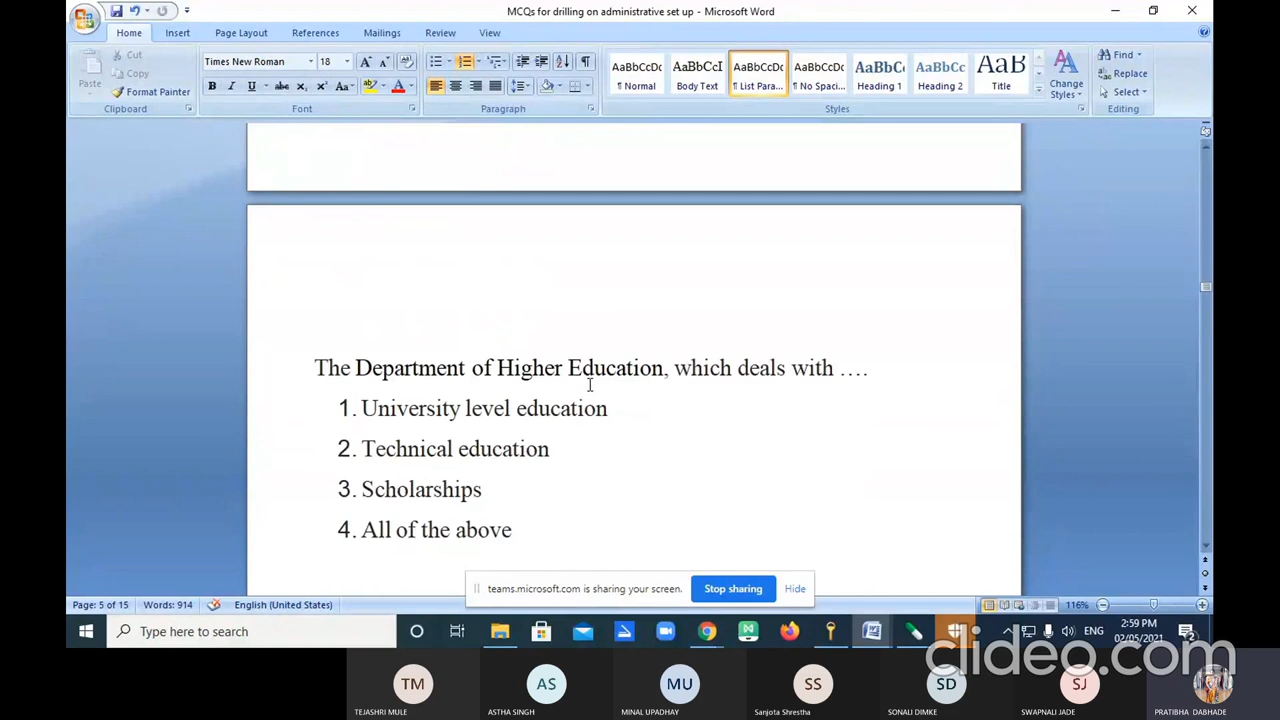 MCQs for drilling on administrative set up - Microsoft Word
Home Insert Page Layout References Mailings Review View
Paste
Cut
Copy
Format Painter
Clipboard
Times New Roman 18
B I U abc x₂ x² Aa A
Font
Paragraph
AaBbCcDc AaBbCcI AaBbCcDc AaBbCcDc AaBbC AaBbCc AaB
¶ Normal Body Text ¶ List Para... ¶ No Spaci... Heading 1 Heading 2 Title
Change
Styles
Styles
Find
Replace
Select
Editing
The Department of Higher Education, which deals with ….
1. University level education
2. Technical education
3. Scholarships
4. All of the above
teams.microsoft.com is sharing your screen. Stop sharing Hide
Page: 5 of 15 Words: 914 English (United States) 116%
Type here to search
ENG
2:59 PM
02/05/2021
2
clideo.com
TM AS MU SS SD SJ
TEJASHRI MULE ASTHA SINGH MINAL UPADHAY Sanjota Shrestha SONALI DIMKE SWAPNALI JADE PRATIBHA DABHADE